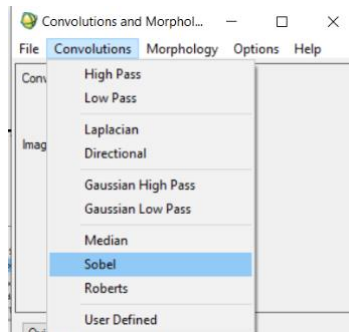 Convolutions and Morphol...
File Convolutions Morphology Options Help
High Pass
Low Pass
Laplacian
Directional
Gaussian High Pass
Gaussian Low Pass
Median
Sobel
Roberts
User Defined